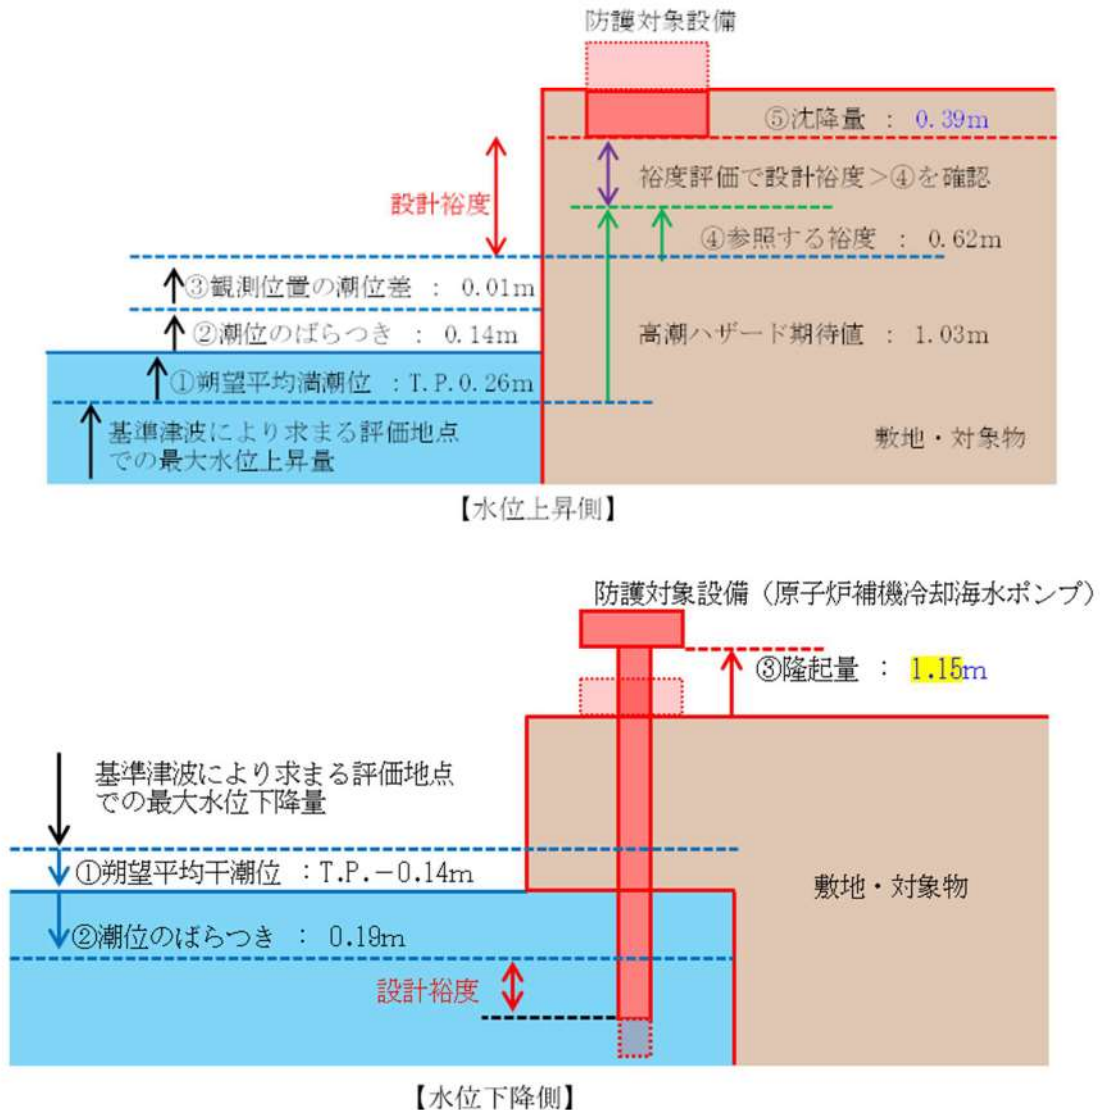 防護対象設備
⑤沈降量 : 0.39m
裕度評価で設計裕度>④を確認
設計裕度
④参照する裕度 : 0.62m
③観測位置の潮位差 : 0.01m
②潮位のばらつき : 0.14m
高潮ハザード期待値 : 1.03m
①朔望平均満潮位 :T.P.0.26m
基準津波により求まる評価地点
での最大水位上昇量
敷地・対象物
【水位上昇側】
防護対象設備(原子炉補機冷却海水ポンプ)
③隆起量 : 1.15m
基準津波により求まる評価地点
での最大水位下降量
①朔望平均干潮位 :T.P.-0.14m
敷地・対象物
②潮位のばらつき : 0.19m
設計裕度
【水位下降側】